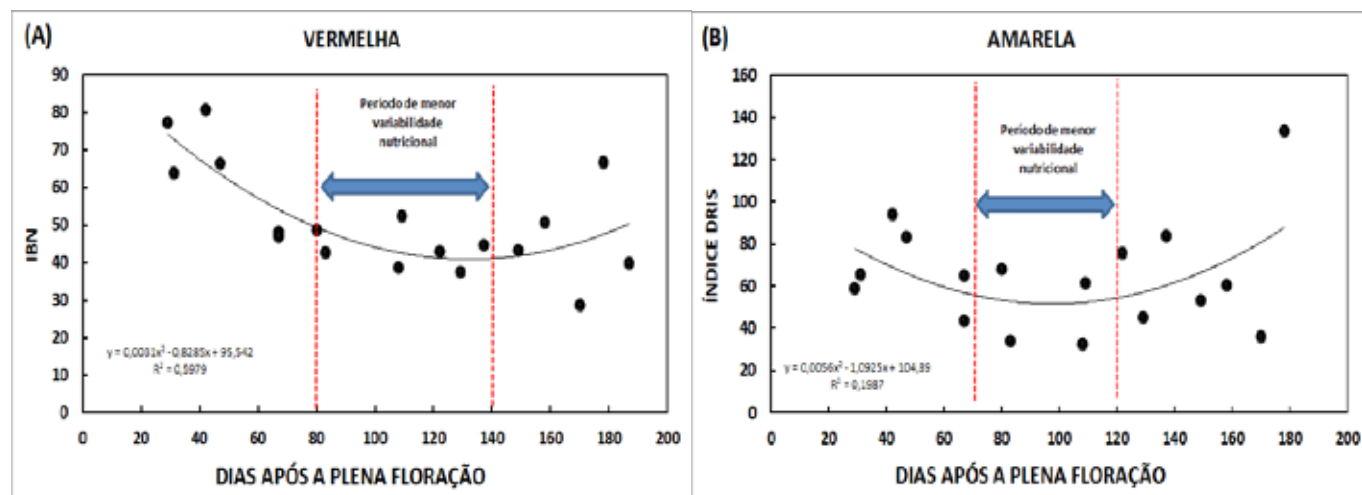 (A)
VERMELHA
90
80
70
60
50
40
30
20
10
0
IBN
Periodo de menor
variabilidade
nutricional
y = 0,0031x² - 0,8285x + 95,542
R² = 0,5979
0 20 40 60 80 100 120 140 160 180 200
DIAS APÓS A PLENA FLORAÇÃO
(B)
AMARELA
160
140
120
100
80
60
40
20
0
ÍNDICE DRIS
Periodo de menor
variabilidade
nutricional
y = 0,0056x² - 1,0925x + 104,89
R² = 0,1987
0 20 40 60 80 100 120 140 160 180 200
DIAS APÓS A PLENA FLORAÇÃO